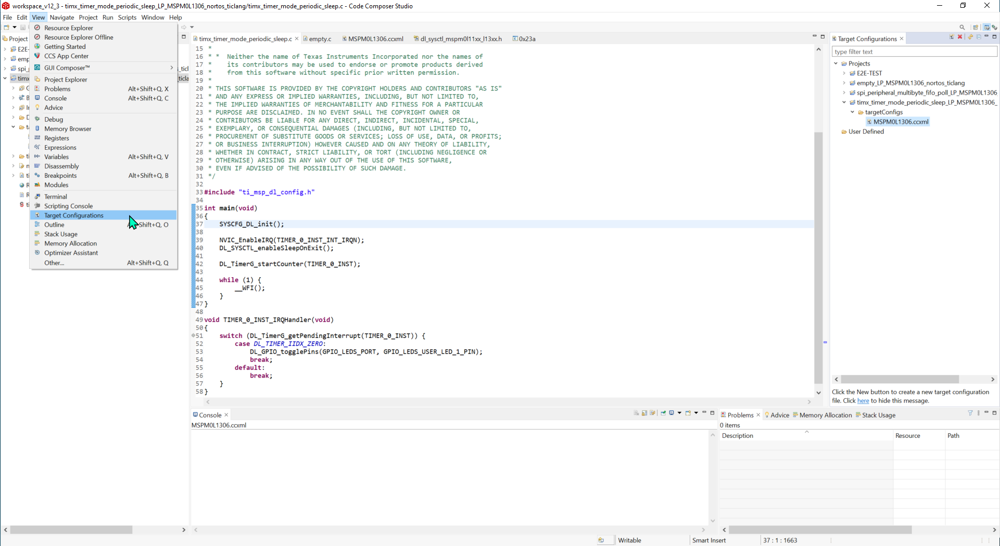 workspace_v12_3 - timx_timer_mode_periodic_sleep_LP_MSPM0L1306_nortos_ticlang/timx_timer_mode_periodic_sleep.c - Code Composer Studio
File Edit View Navigate Project Run Scripts Window Help
Project
E2E-
emp
spi_
timx
s_ticl
ticla
Resource Explorer
Resource Explorer Offline
Getting Started
CCS App Center
GUI Composer™
Project Explorer
Problems Alt+Shift+Q, X
Console Alt+Shift+Q, C
Advice
Debug
Memory Browser
Registers
Expressions
Variables Alt+Shift+Q, V
Disassembly
Breakpoints Alt+Shift+Q, B
Modules
Terminal
Scripting Console
Target Configurations
Outline Shift+Q, O
Stack Usage
Memory Allocation
Optimizer Assistant
Other... Alt+Shift+Q, Q
timx_timer_mode_periodic_sleep.c empty.c MSPM0L1306.ccxml dl_sysctl_mspm0l11xx_l13xx.h 0x23a
15 *
16 * * Neither the name of Texas Instruments Incorporated nor the names of
17 * its contributors may be used to endorse or promote products derived
18 * from this software without specific prior written permission.
19 *
20 * THIS SOFTWARE IS PROVIDED BY THE COPYRIGHT HOLDERS AND CONTRIBUTORS "AS IS"
21 * AND ANY EXPRESS OR IMPLIED WARRANTIES, INCLUDING, BUT NOT LIMITED TO,
22 * THE IMPLIED WARRANTIES OF MERCHANTABILITY AND FITNESS FOR A PARTICULAR
23 * PURPOSE ARE DISCLAIMED. IN NO EVENT SHALL THE COPYRIGHT OWNER OR
24 * CONTRIBUTORS BE LIABLE FOR ANY DIRECT, INDIRECT, INCIDENTAL, SPECIAL,
25 * EXEMPLARY, OR CONSEQUENTIAL DAMAGES (INCLUDING, BUT NOT LIMITED TO,
26 * PROCUREMENT OF SUBSTITUTE GOODS OR SERVICES; LOSS OF USE, DATA, OR PROFITS;
27 * OR BUSINESS INTERRUPTION) HOWEVER CAUSED AND ON ANY THEORY OF LIABILITY,
28 * WHETHER IN CONTRACT, STRICT LIABILITY, OR TORT (INCLUDING NEGLIGENCE OR
29 * OTHERWISE) ARISING IN ANY WAY OUT OF THE USE OF THIS SOFTWARE,
30 * EVEN IF ADVISED OF THE POSSIBILITY OF SUCH DAMAGE.
31 */
32
33 #include "ti_msp_dl_config.h"
34
35 int main(void)
36 {
37 SYSCFG_DL_init();
38
39 NVIC_EnableIRQ(TIMER_0_INST_INT_IRQN);
40 DL_SYSCTL_enableSleepOnExit();
41
42 DL_TimerG_startCounter(TIMER_0_INST);
43
44 while (1) {
45 __WFI();
46 }
47 }
48
49 void TIMER_0_INST_IRQHandler(void)
50 {
51 switch (DL_TimerG_getPendingInterrupt(TIMER_0_INST)) {
52 case DL_TIMER_IIDX_ZERO:
53 DL_GPIO_togglePins(GPIO_LEDS_PORT, GPIO_LEDS_USER_LED_1_PIN);
54 break;
55 default:
56 break;
57 }
58 }
Target Configurations
type filter text
Projects
E2E-TEST
empty_LP_MSPM0L1306_nortos_ticlang
spi_peripheral_multibyte_fifo_poll_LP_MSPM0L1306
timx_timer_mode_periodic_sleep_LP_MSPM0L1306_
targetConfigs
MSPM0L1306.ccxml
User Defined
Click the New button to create a new target configuration
file. Click here to hide this message.
Console
MSPM0L1306.ccxml
Problems Advice Memory Allocation Stack Usage
0 items
Description Resource Path
Writable Smart Insert 37 : 1 : 1663